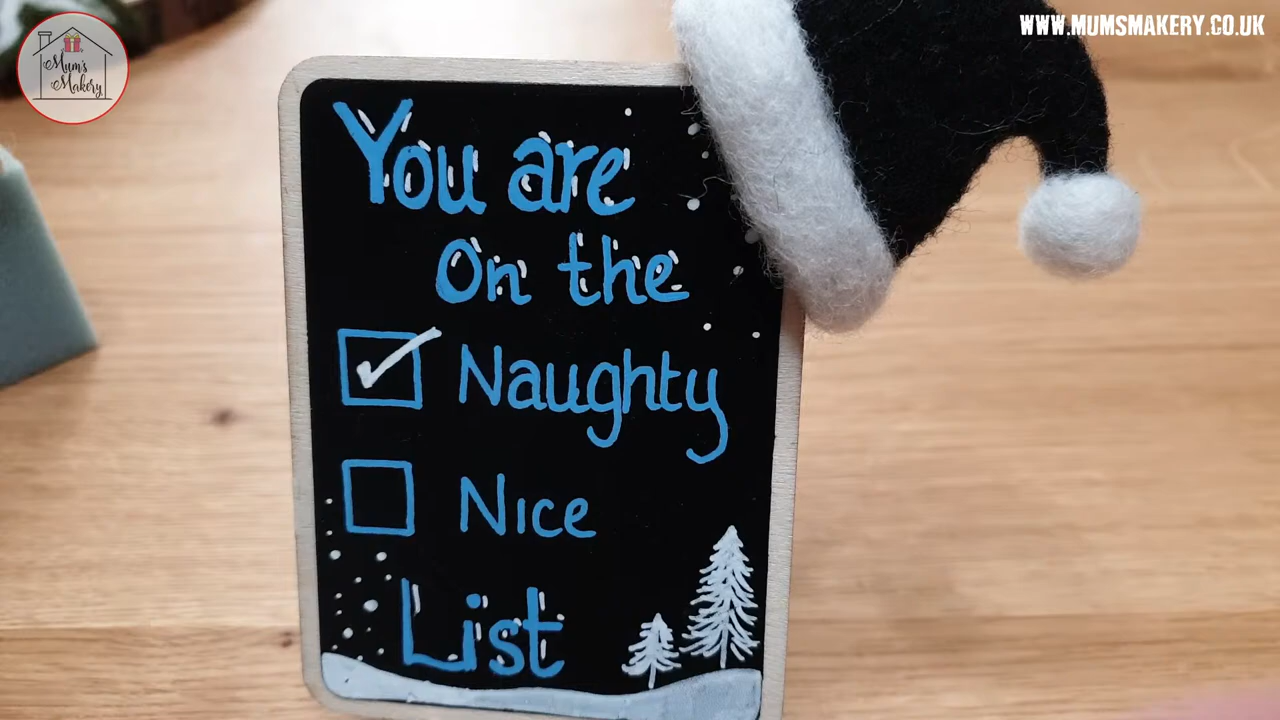 Mum's
Makery
WWW.MUMSMAKERY.CO.UK
You are
On the
Naughty
Nice
List